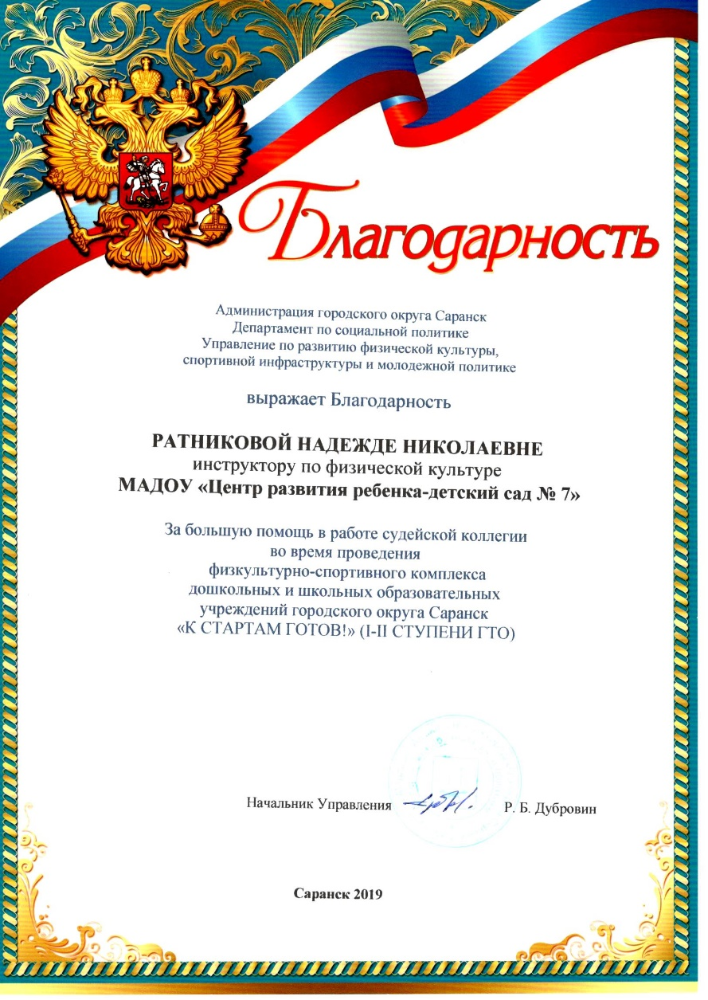 Благодарность
Администрация городского округа Саранск
Департамент по социальной политике
Управление по развитию физической культуры,
спортивной инфраструктуры и молодежной политике
выражает Благодарность
РАТНИКОВОЙ НАДЕЖДЕ НИКОЛАЕВНЕ
инструктору по физической культуре
МАДОУ «Центр развития ребенка-детский сад № 7»
За большую помощь в работе судейской коллегии
во время проведения
физкультурно-спортивного комплекса
дошкольных и школьных образовательных
учреждений городского округа Саранск
«К СТАРТАМ ГОТОВ!» (I-II СТУПЕНИ ГТО)
Начальник Управления Р. Б. Дубровин
Саранск 2019